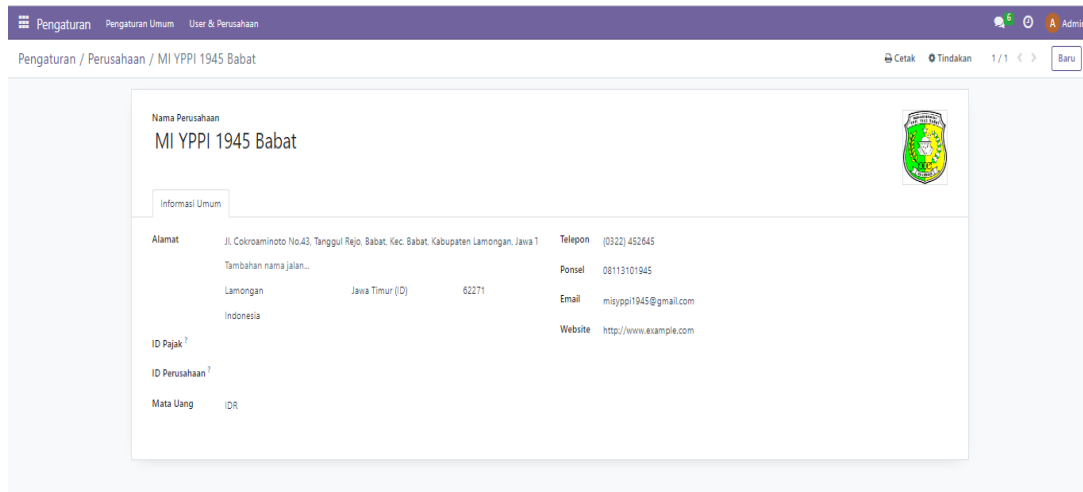 Pengaturan Pengaturan Umum User & Perusahaan 6 A Admi
Pengaturan / Perusahaan / MI YPPI 1945 Babat Cetak Tindakan 1 / 1 Baru
Nama Perusahaan
MI YPPI 1945 Babat
Informasi Umum
Alamat Jl. Cokroaminoto No.43, Tanggul Rejo, Babat, Kec. Babat, Kabupaten Lamongan, Jawa T
Tambahan nama jalan...
Lamongan Jawa Timur (ID) 62271
Indonesia
ID Pajak ?
ID Perusahaan ?
Mata Uang IDR
Telepon (0322) 452645
Ponsel 08113101945
Email misyppi1945@gmail.com
Website http://www.example.com